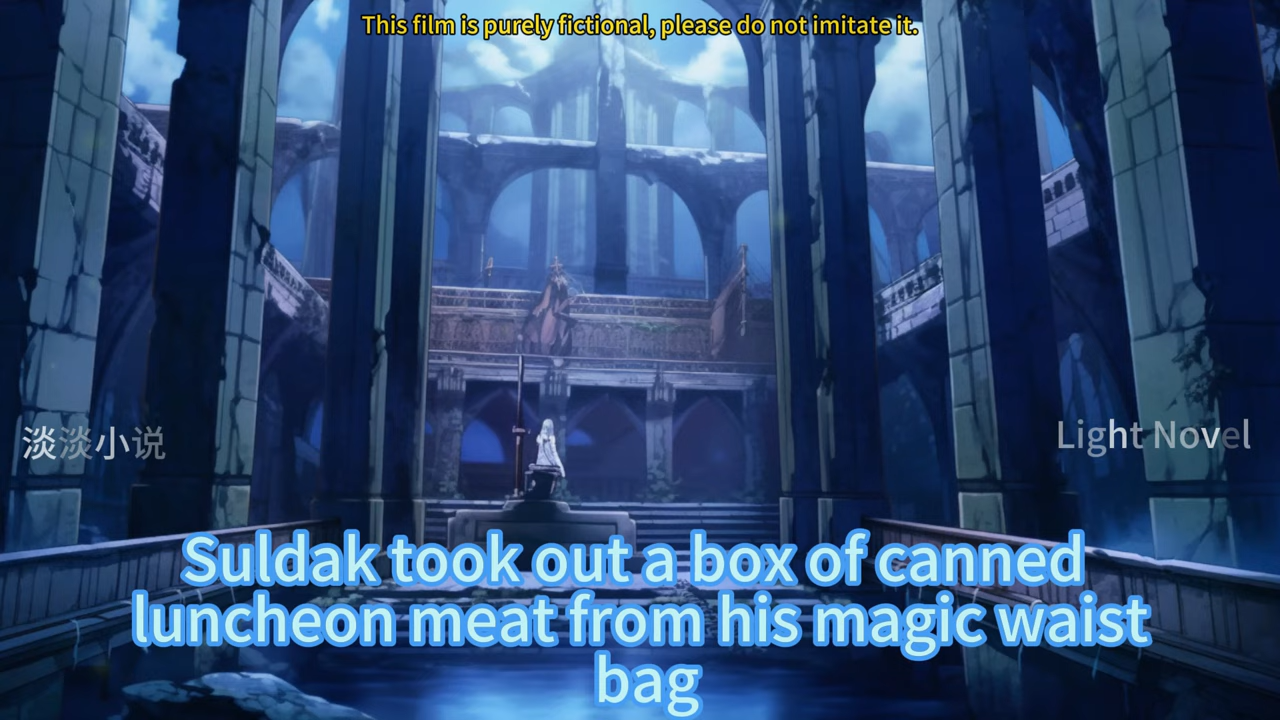 This film is purely fictional, please do not imitate it.
淡淡小说
Light Novel
Suldak took out a box of canned
luncheon meat from his magic waist
bag